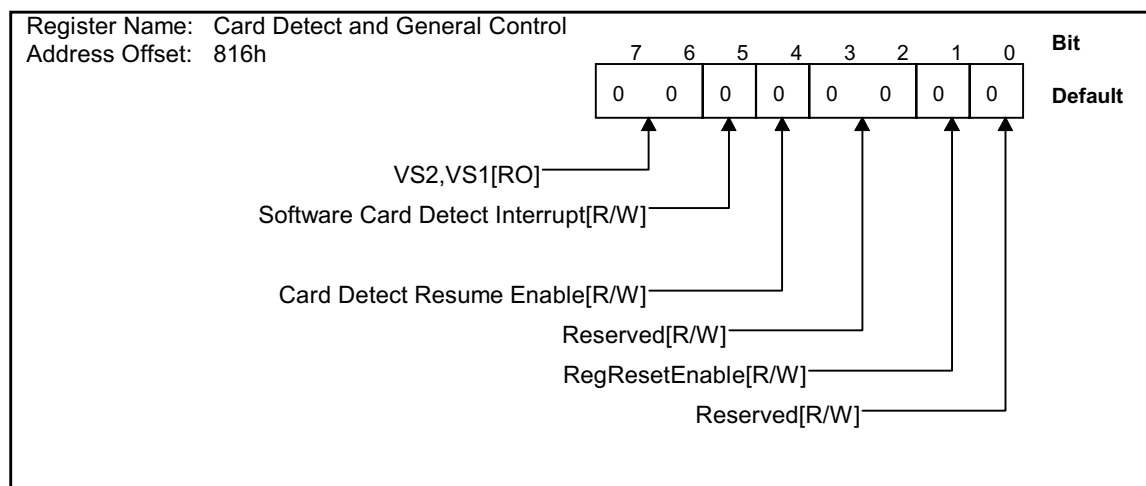 Register Name: Card Detect and General Control
Address Offset: 816h
7 6 5 4 3 2 1 0 Bit
0 0 0 0 0 0 0 0 Default
VS2,VS1[RO]
Software Card Detect Interrupt[R/W]
Card Detect Resume Enable[R/W]
Reserved[R/W]
RegResetEnable[R/W]
Reserved[R/W]